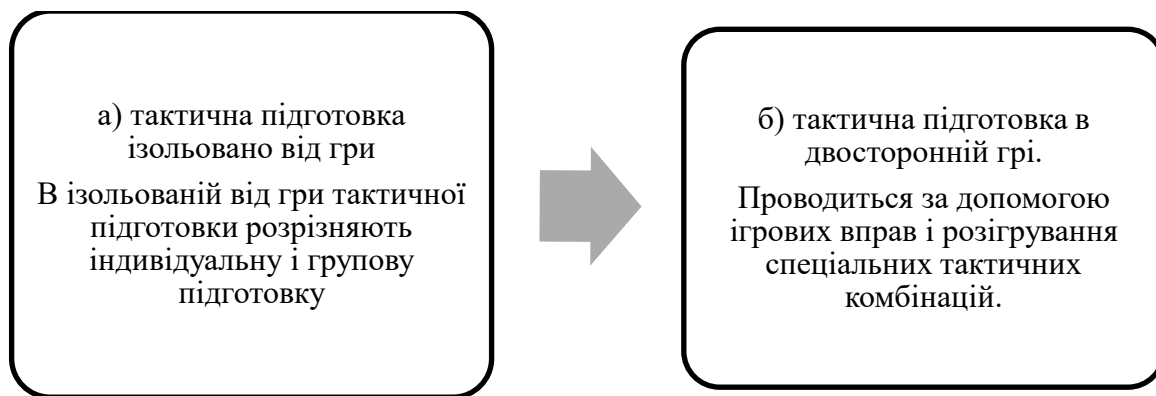 а) тактична підготовка
ізольовано від гри
В ізольованій від гри тактичної
підготовки розрізняють
індивідуальну і групову
підготовку
б) тактична підготовка в
двосторонній грі.
Проводиться за допомогою
ігрових вправ і розігрування
спеціальних тактичних
комбінацій.